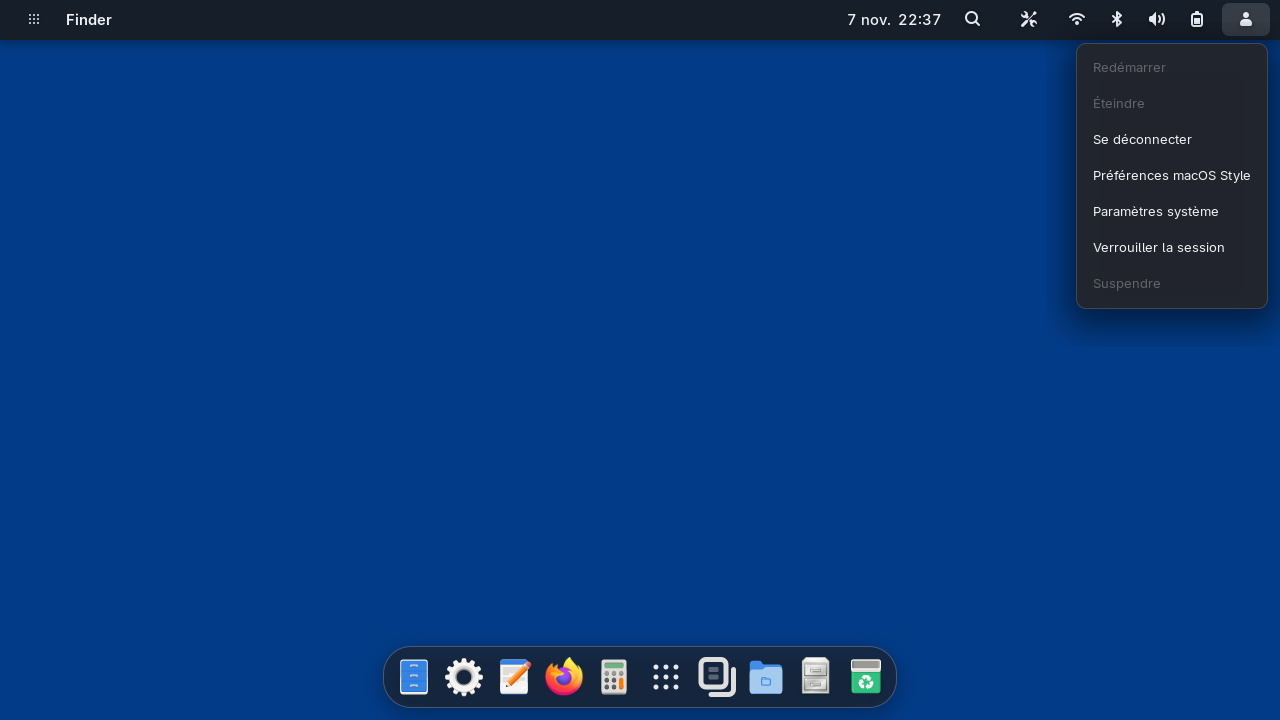 Finder
7 nov. 22:37
Redémarrer
Éteindre
Se déconnecter
Préférences macOS Style
Paramètres système
Verrouiller la session
Suspendre